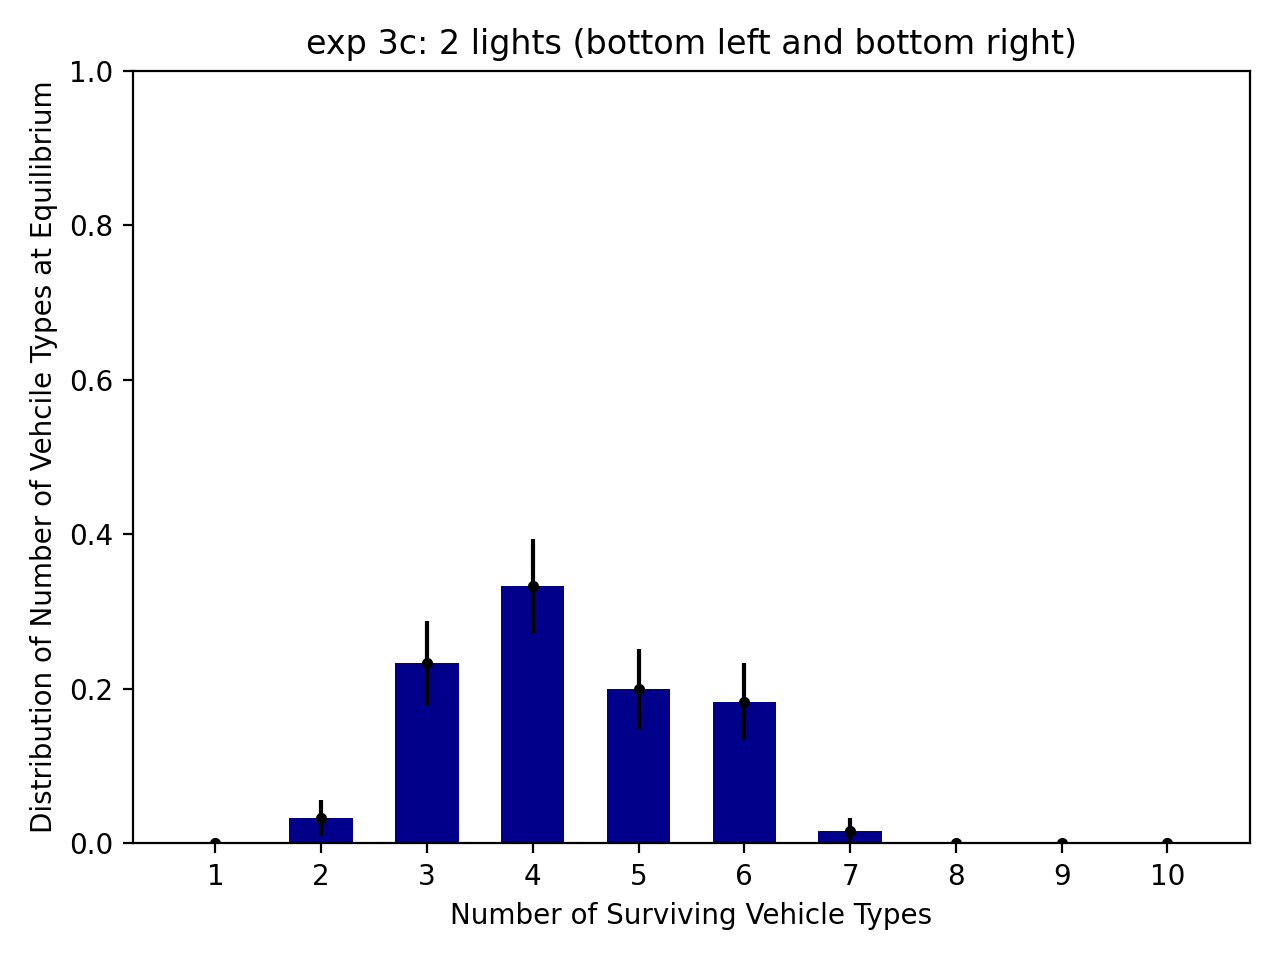 exp 3c: 2 lights (bottom left and bottom right)
Distribution of Number of Vehcile Types at Equilibrium
1.0
0.8
0.6
0.4
0.2
0.0
1 2 3 4 5 6 7 8 9 10
Number of Surviving Vehicle Types